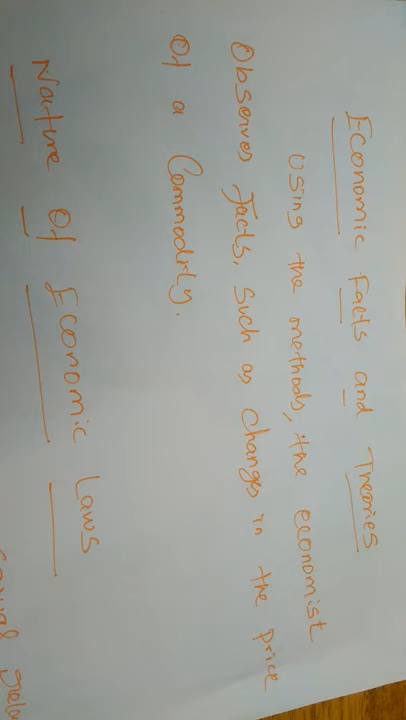 Economic Facts and Theories
Using the methods, the economist
Observes facts, such as changes in the price
Of a Commodity.
Nature Of Economic Laws